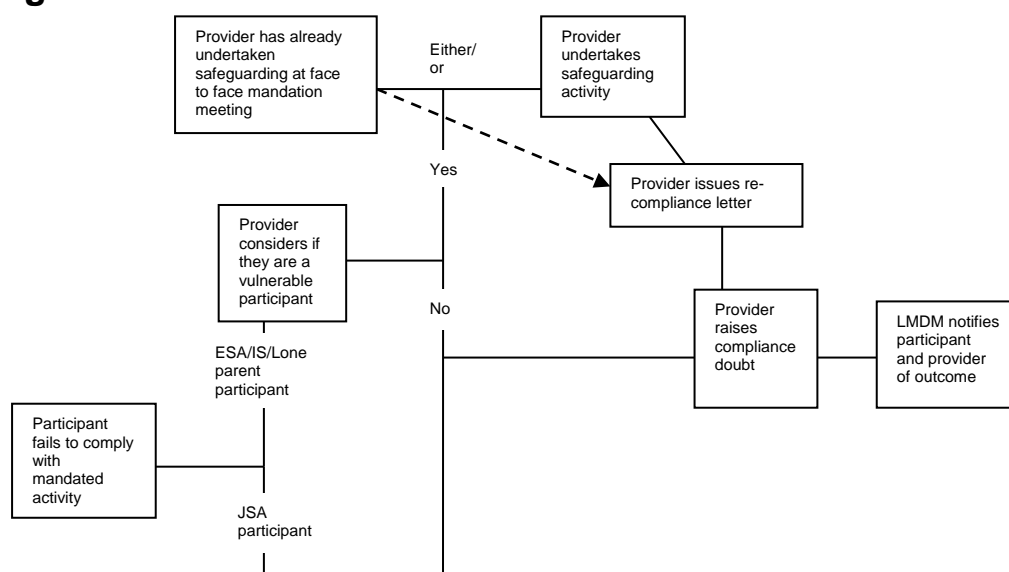 g
Provider has already
undertaken
safeguarding at face
to face mandation
meeting
Either/
or
Provider
undertakes
safeguarding
activity
Yes
Provider issues re-
compliance letter
Provider
considers if
they are a
vulnerable
participant
No
Provider
raises
compliance
doubt
LMDM notifies
participant
and provider
of outcome
ESA/IS/Lone
parent
participant
Participant
fails to comply
with
mandated
activity
JSA
participant